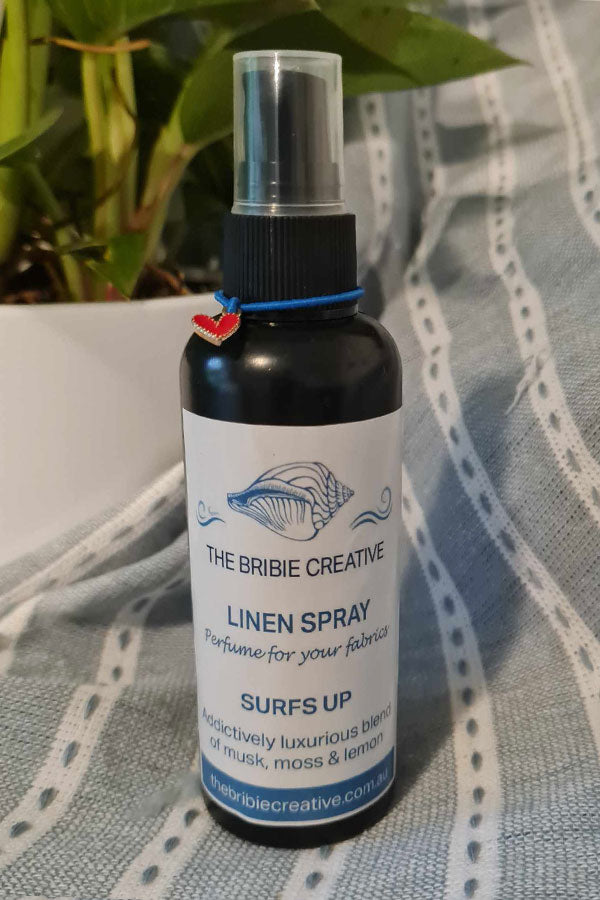 THE BRIBIE CREATIVE
LINEN SPRAY
Perfume for your fabrics
SURFS UP
Addictively luxurious blend
of musk, moss & lemon
thebribiecreative.com.au